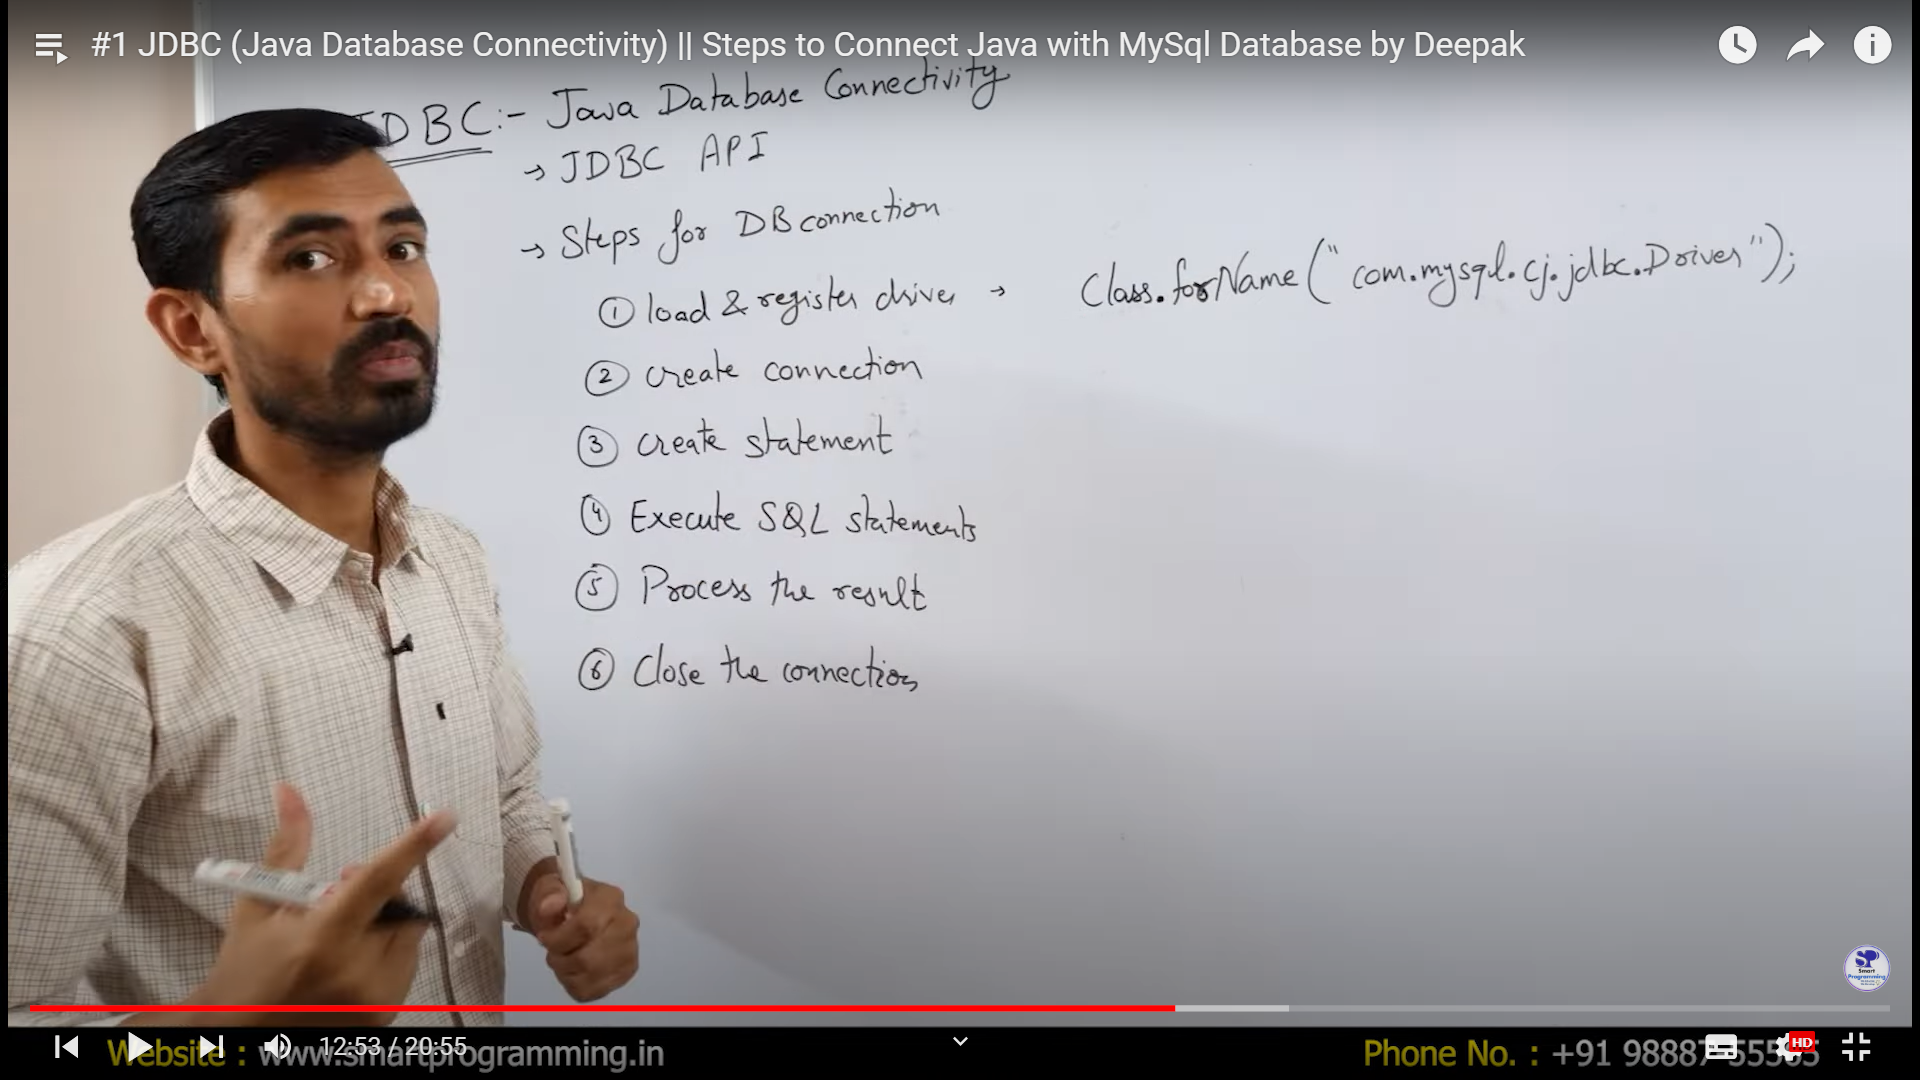 #1 JDBC (Java Database Connectivity) || Steps to Connect Java with MySql Database by Deepak
JDBC:- Java Database Connectivity
→ JDBC API
→ Steps for DB connection
① load & register driver → Class.forName("com.mysql.cj.jdbc.Driver");
② create connection
③ create statement
④ Execute SQL statements
⑤ Process the result
⑥ Close the connection
SP
Smart
Programming
12:53 / 20:55
HD
Website : www.smartprogramming.in
Phone No. : +91 98887